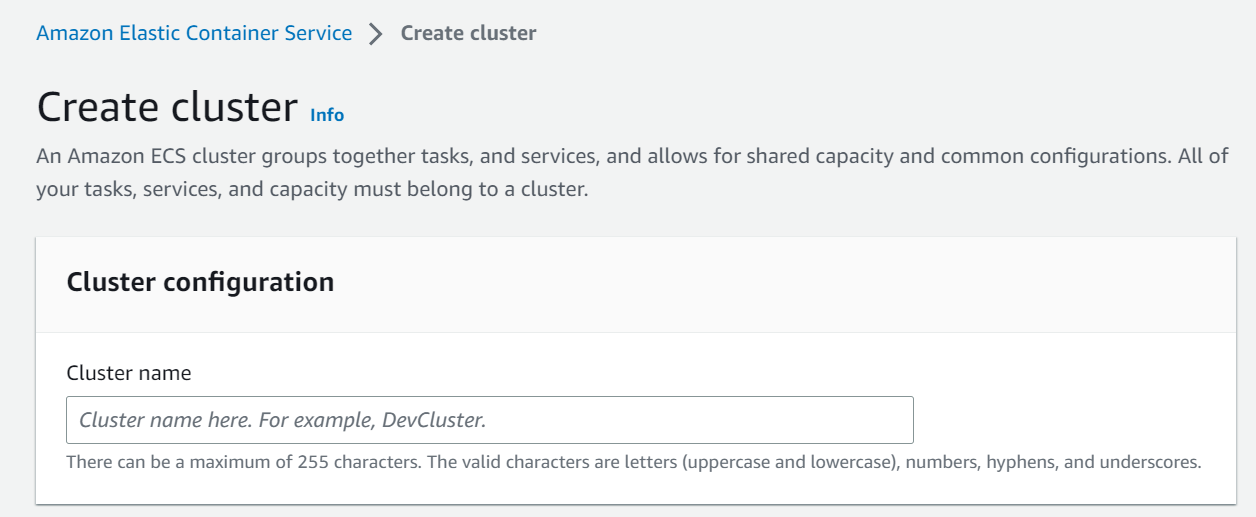 Amazon Elastic Container Service > Create cluster
Create cluster Info
An Amazon ECS cluster groups together tasks, and services, and allows for shared capacity and common configurations. All of
your tasks, services, and capacity must belong to a cluster.
Cluster configuration
Cluster name
Cluster name here. For example, DevCluster.
There can be a maximum of 255 characters. The valid characters are letters (uppercase and lowercase), numbers, hyphens, and underscores.